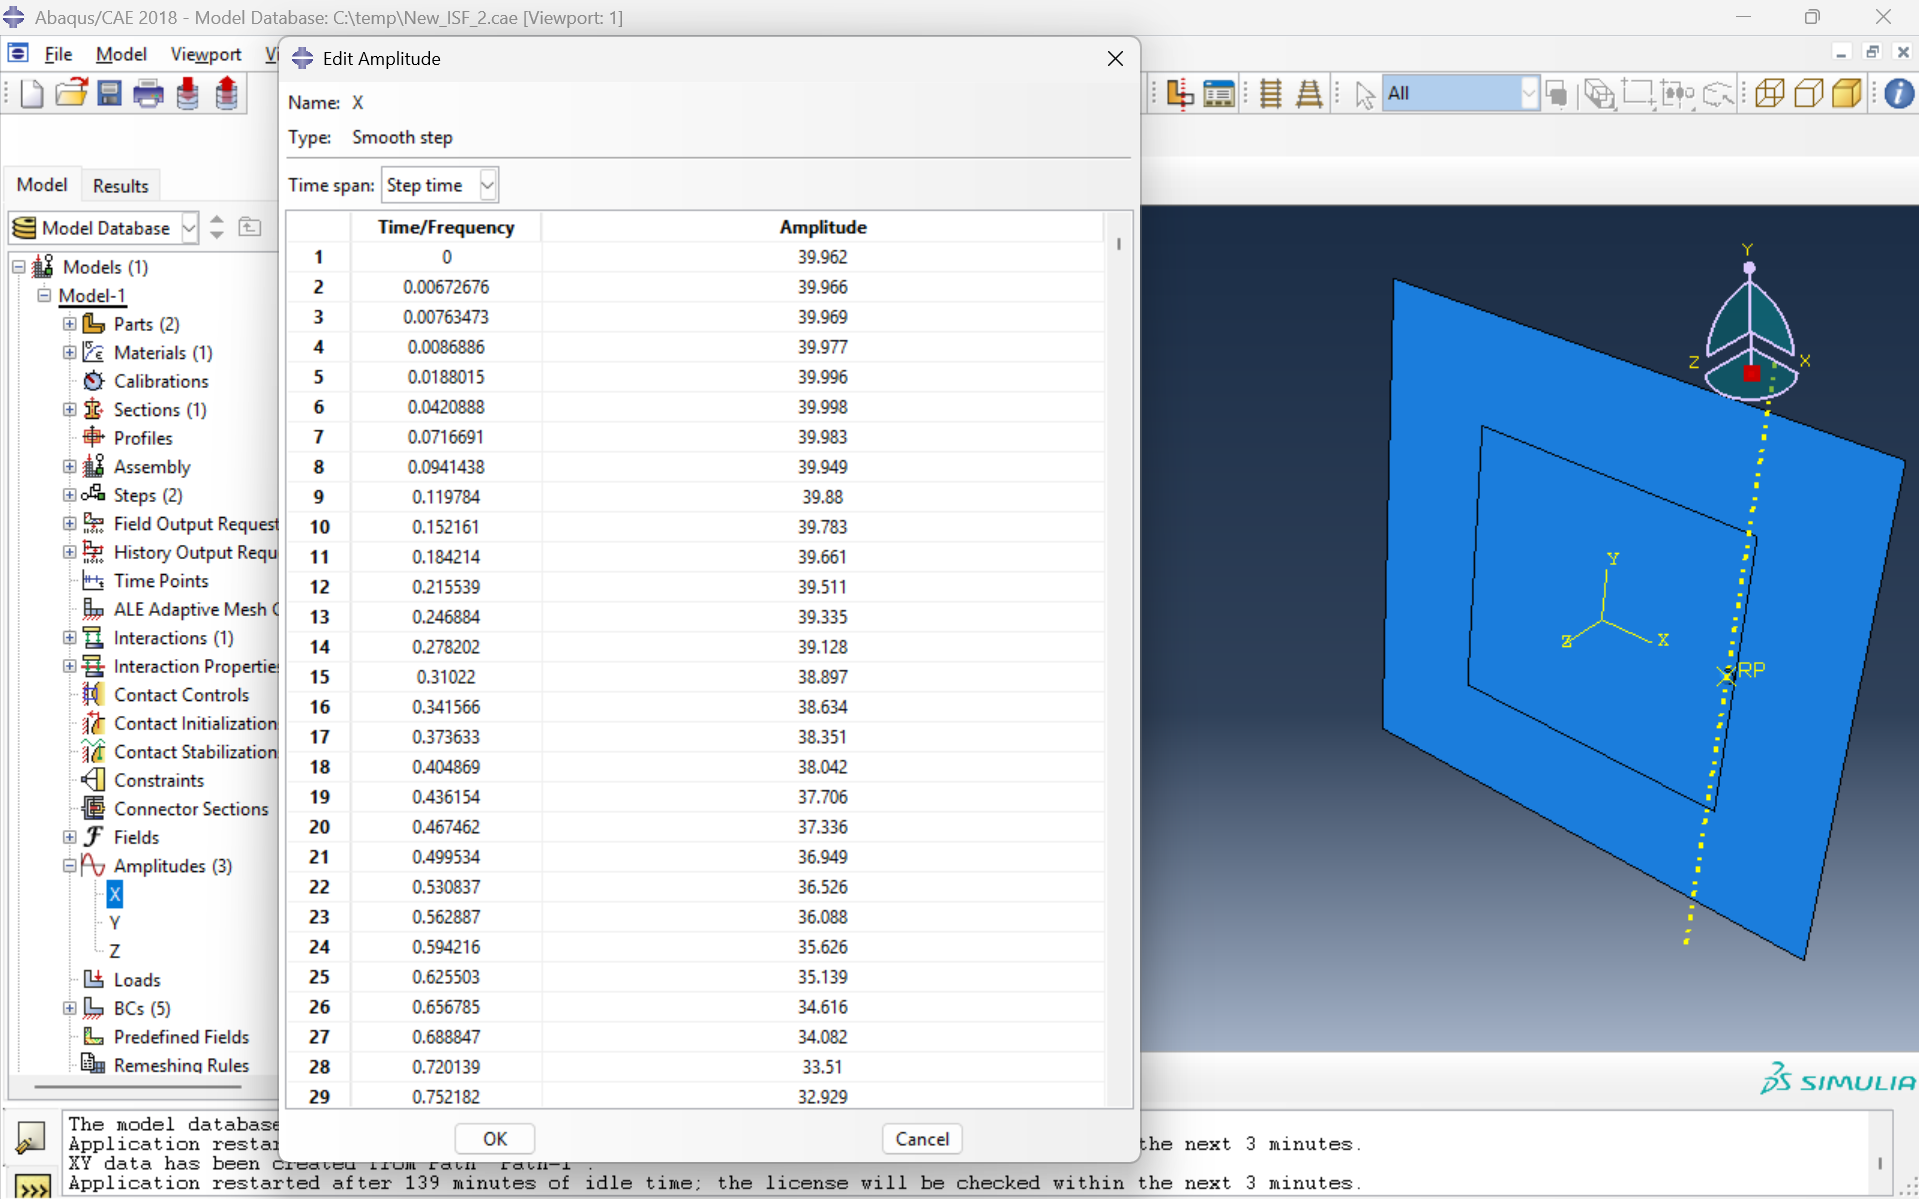 Abaqus/CAE 2018 - Model Database: C:\temp\New_ISF_2.cae [Viewport: 1]
File Model Viewport Vi
All
Edit Amplitude
Name: X
Type: Smooth step
Time span: Step time
Time/Frequency Amplitude
1 0 39.962
2 0.00672676 39.966
3 0.00763473 39.969
4 0.0086886 39.977
5 0.0188015 39.996
6 0.0420888 39.998
7 0.0716691 39.983
8 0.0941438 39.949
9 0.119784 39.88
10 0.152161 39.783
11 0.184214 39.661
12 0.215539 39.511
13 0.246884 39.335
14 0.278202 39.128
15 0.31022 38.897
16 0.341566 38.634
17 0.373633 38.351
18 0.404869 38.042
19 0.436154 37.706
20 0.467462 37.336
21 0.499534 36.949
22 0.530837 36.526
23 0.562887 36.088
24 0.594216 35.626
25 0.625503 35.139
26 0.656785 34.616
27 0.688847 34.082
28 0.720139 33.51
29 0.752182 32.929
OK Cancel
Model Results
Model Database
Models (1)
Model-1
Parts (2)
Materials (1)
Calibrations
Sections (1)
Profiles
Assembly
Steps (2)
Field Output Request
History Output Requ
Time Points
ALE Adaptive Mesh C
Interactions (1)
Interaction Propertie
Contact Controls
Contact Initialization
Contact Stabilization
Constraints
Connector Sections
Fields
Amplitudes (3)
X
Y
Z
Loads
BCs (5)
Predefined Fields
Remeshing Rules
Y
Z X
Y
Z X
RP
SIMULIA
The model database
Application restar the next 3 minutes.
XY data has been created from Path "Path-1".
Application restarted after 139 minutes of idle time; the license will be checked within the next 3 minutes.
>>>